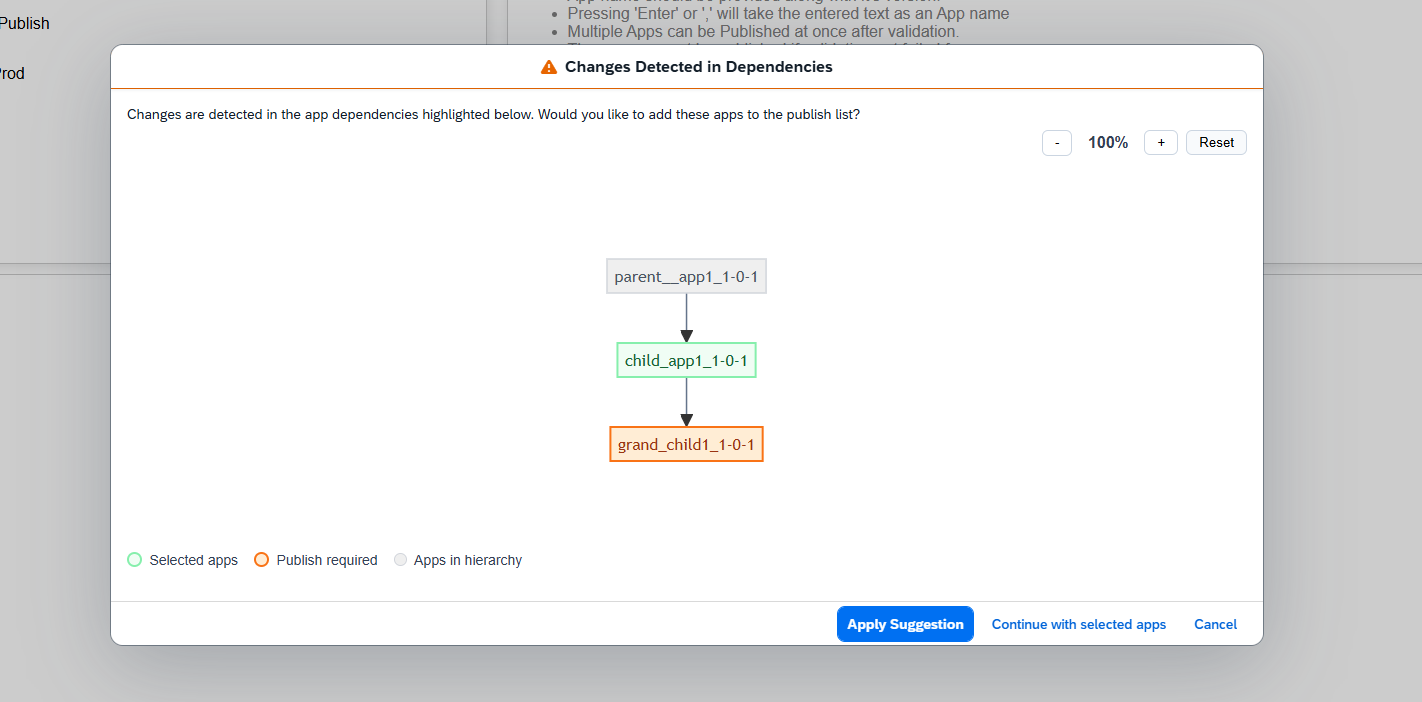 Publish
Pressing 'Enter' or ',' will take the entered text as an App name
Prod
Multiple Apps can be Published at once after validation.
Changes Detected in Dependencies
Changes are detected in the app dependencies highlighted below. Would you like to add these apps to the publish list?
- 100% + Reset
parent__app1_1-0-1
child_app1_1-0-1
grand_child1_1-0-1
Selected apps Publish required Apps in hierarchy
Apply Suggestion Continue with selected apps Cancel